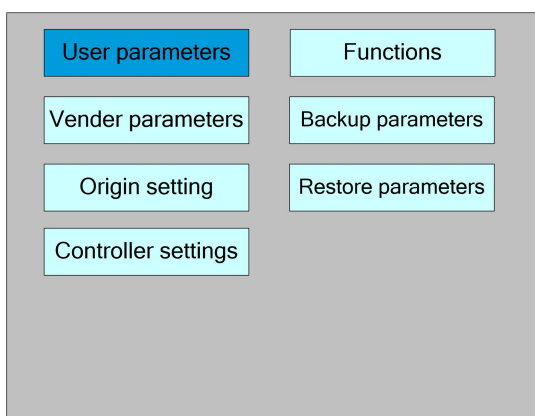 User parameters
Functions
Vender parameters
Backup parameters
Origin setting
Restore parameters
Controller settings